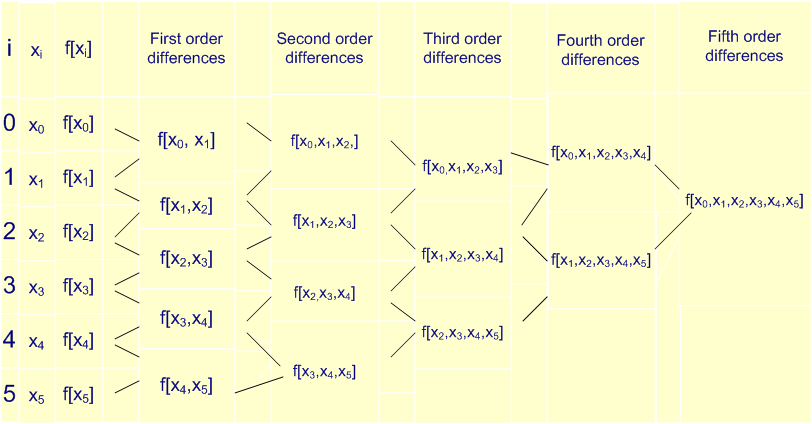 i xᵢ f[xᵢ] First order differences Second order differences Third order differences Fourth order differences Fifth order differences
0 x₀ f[x₀]
f[x₀, x₁] f[x₀,x₁,x₂,] f[x₀,x₁,x₂,x₃,x₄]
f[x₀,x₁,x₂,x₃]
1 x₁ f[x₁]
f[x₁,x₂] f[x₀,x₁,x₂,x₃,x₄,x₅]
f[x₁,x₂,x₃]
2 x₂ f[x₂]
f[x₂,x₃] f[x₁,x₂,x₃,x₄] f[x₁,x₂,x₃,x₄,x₅]
3 x₃ f[x₃] f[x₂,x₃,x₄]
f[x₃,x₄] f[x₂,x₃,x₄,x₅]
4 x₄ f[x₄]
f[x₃,x₄,x₅]
f[x₄,x₅]
5 x₅ f[x₅]